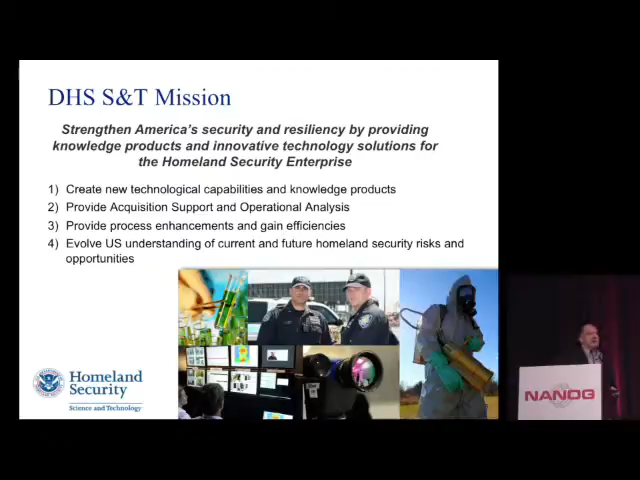 DHS S&T Mission
Strengthen America's security and resiliency by providing
knowledge products and innovative technology solutions for
the Homeland Security Enterprise
1) Create new technological capabilities and knowledge products
2) Provide Acquisition Support and Operational Analysis
3) Provide process enhancements and gain efficiencies
4) Evolve US understanding of current and future homeland security risks and
opportunities
Homeland
Security
Science and Technology
NANOG